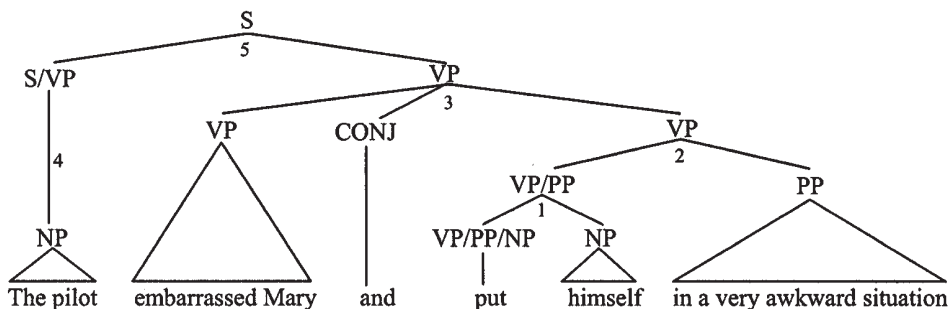 S
5
S/VP VP
3
VP CONJ VP
4 2
VP/PP PP
1
NP VP/PP/NP NP
The pilot embarrassed Mary and put himself in a very awkward situation